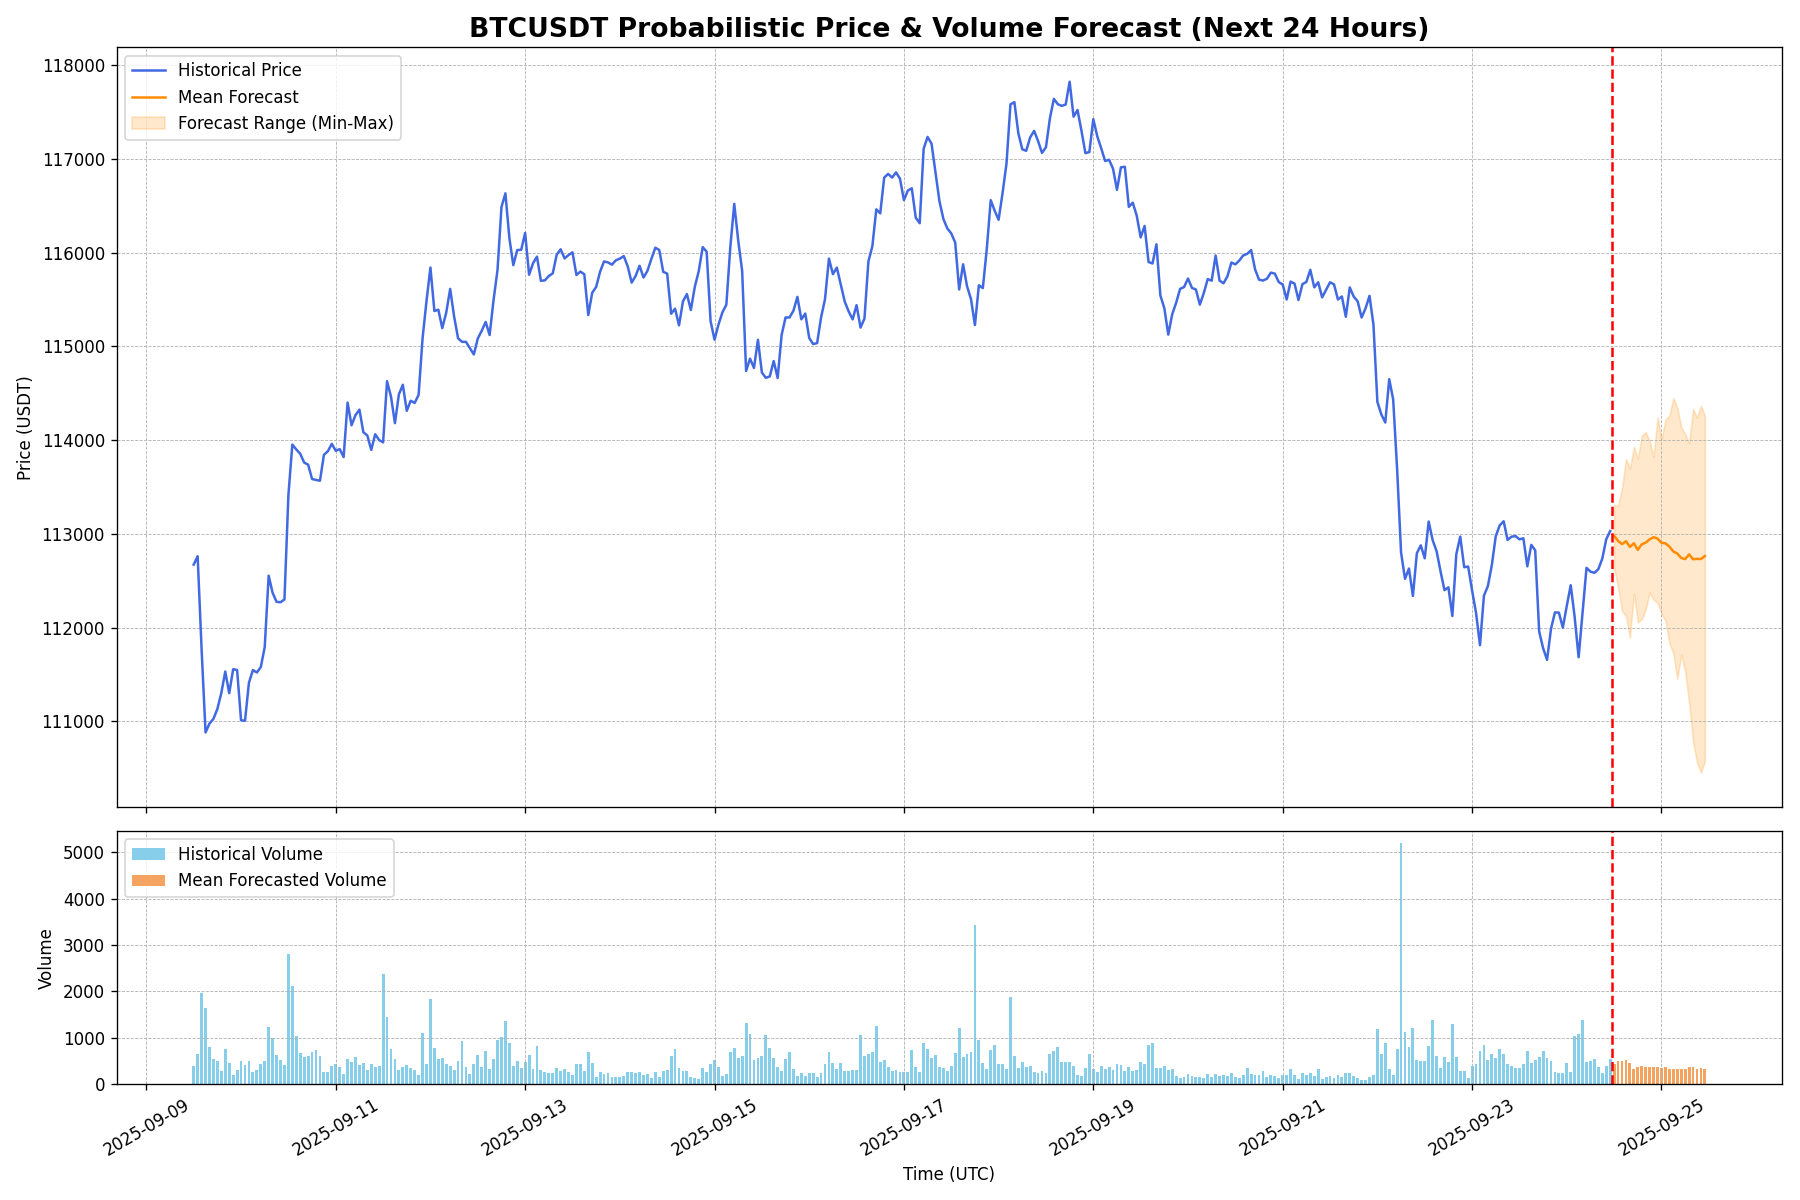 BTCUSDT Probabilistic Price & Volume Forecast (Next 24 Hours)
Historical Price
Mean Forecast
Forecast Range (Min-Max)
118000
117000
116000
115000
114000
113000
112000
111000
Price (USDT)
Historical Volume
Mean Forecasted Volume
5000
4000
3000
2000
1000
0
Volume
2025-09-09
2025-09-11
2025-09-13
2025-09-15
2025-09-17
2025-09-19
2025-09-21
2025-09-23
2025-09-25
Time (UTC)